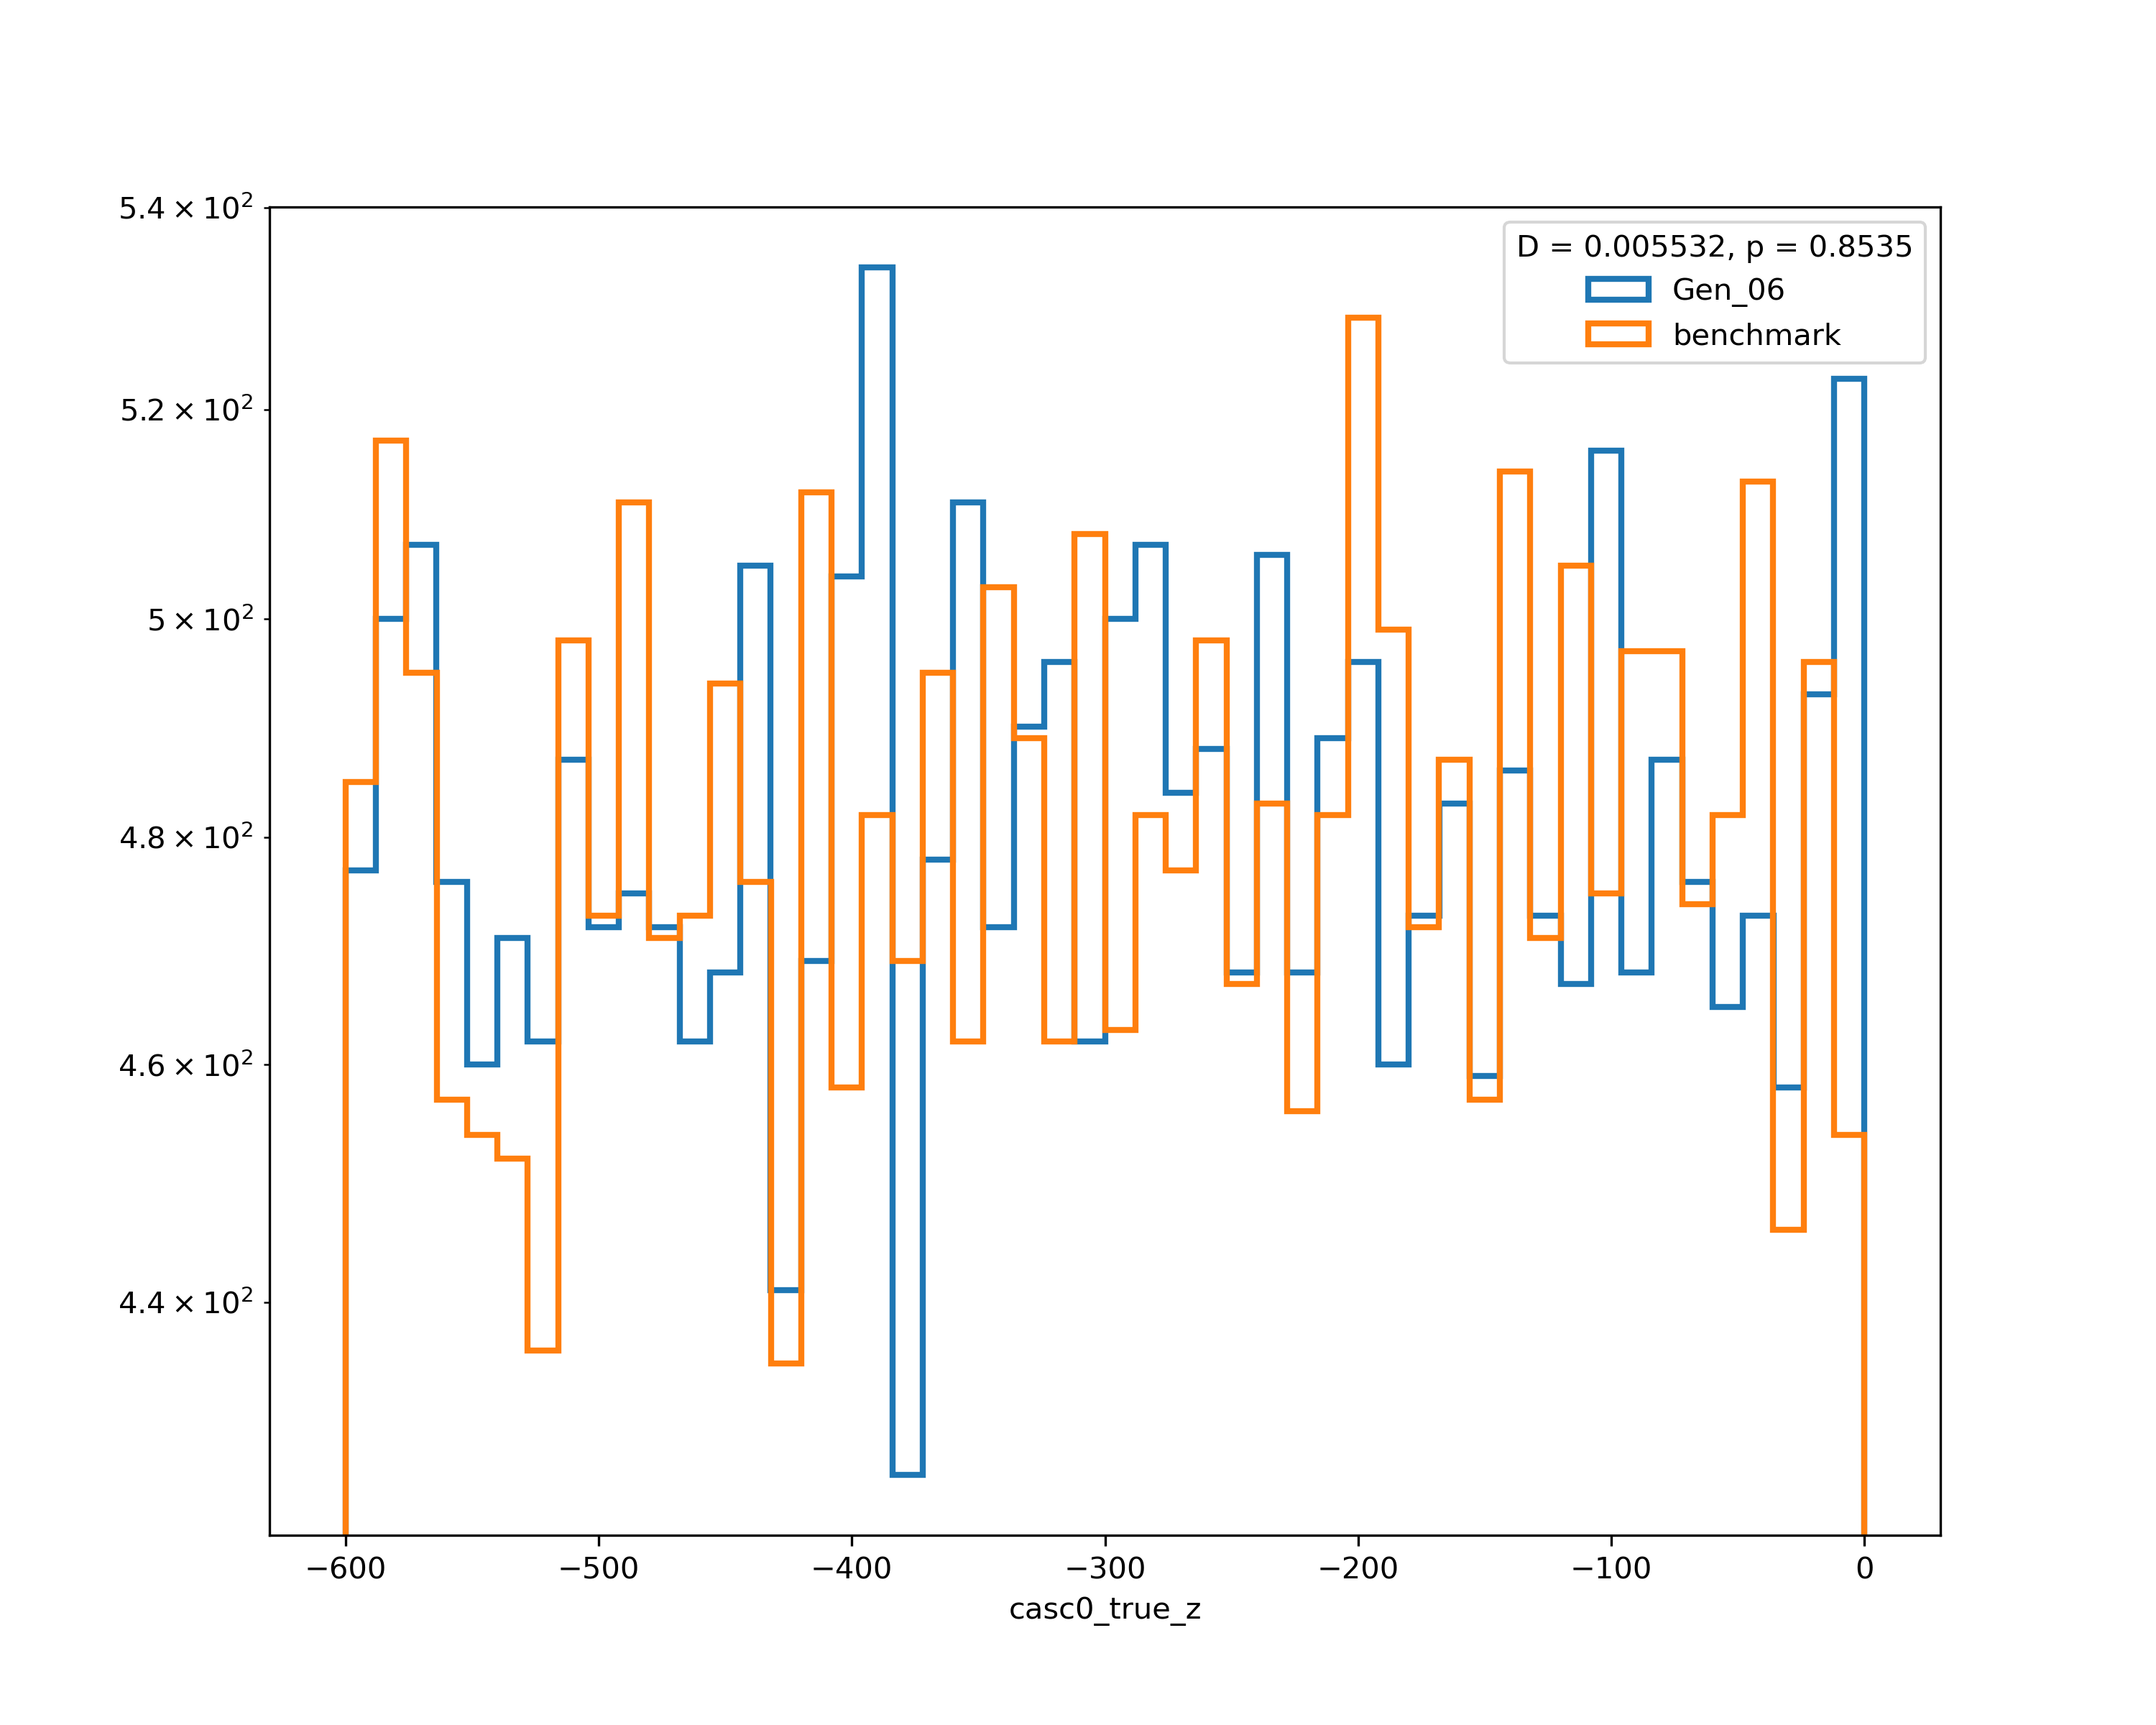 D = 0.005532, p = 0.8535
Gen_06
benchmark
5.4 × 10²
5.2 × 10²
5 × 10²
4.8 × 10²
4.6 × 10²
4.4 × 10²
−600 −500 −400 −300 −200 −100 0
casc0_true_z